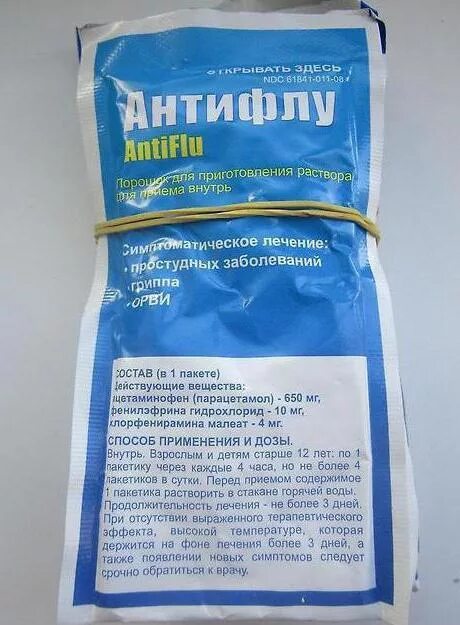 ОТКРЫВАТЬ ЗДЕСЬ
NDC 61841-011-08
Антифлу
AntiFlu
Порошок для приготовления раствора
для приема внутрь
Симптоматическое лечение:
• простудных заболеваний
• гриппа
• ОРВИ
СОСТАВ (в 1 пакете)
Действующие вещества:
ацетаминофен (парацетамол) - 650 мг,
фенилэфрина гидрохлорид - 10 мг,
хлорфенирамина малеат - 4 мг.
СПОСОБ ПРИМЕНЕНИЯ И ДОЗЫ.
Внутрь. Взрослым и детям старше 12 лет: по 1
пакетику через каждые 4 часа, но не более 4
пакетиков в сутки. Перед приемом содержимое
1 пакетика растворить в стакане горячей воды.
Продолжительность лечения - не более 3 дней.
При отсутствии выраженного терапевтического
эффекта, высокой температуре, которая
держится на фоне лечения более 3 дней, а
также появлении новых симптомов следует
срочно обратиться к врачу.